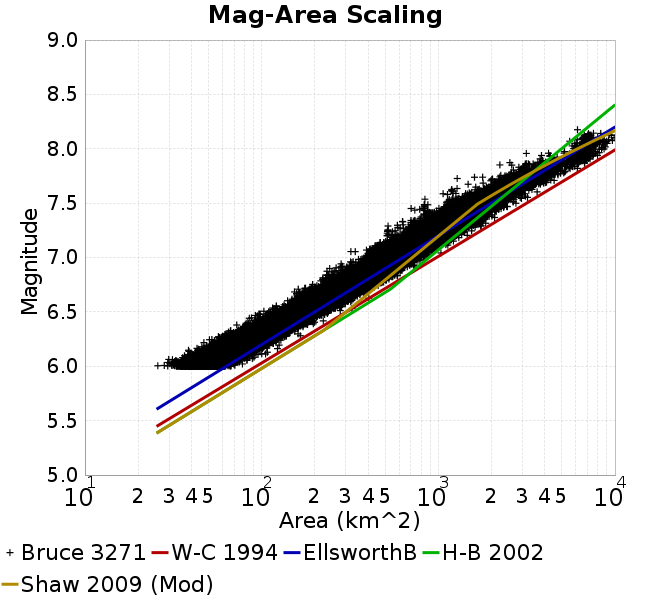 Mag-Area Scaling
9.0
8.5
8.0
7.5
7.0
6.5
6.0
5.5
5.0
Magnitude
10^1 2 3 4 5 10^2 2 3 4 5 10^3 2 3 4 5 10^4
Area (km^2)
+ Bruce 3271 W-C 1994 EllsworthB H-B 2002
Shaw 2009 (Mod)